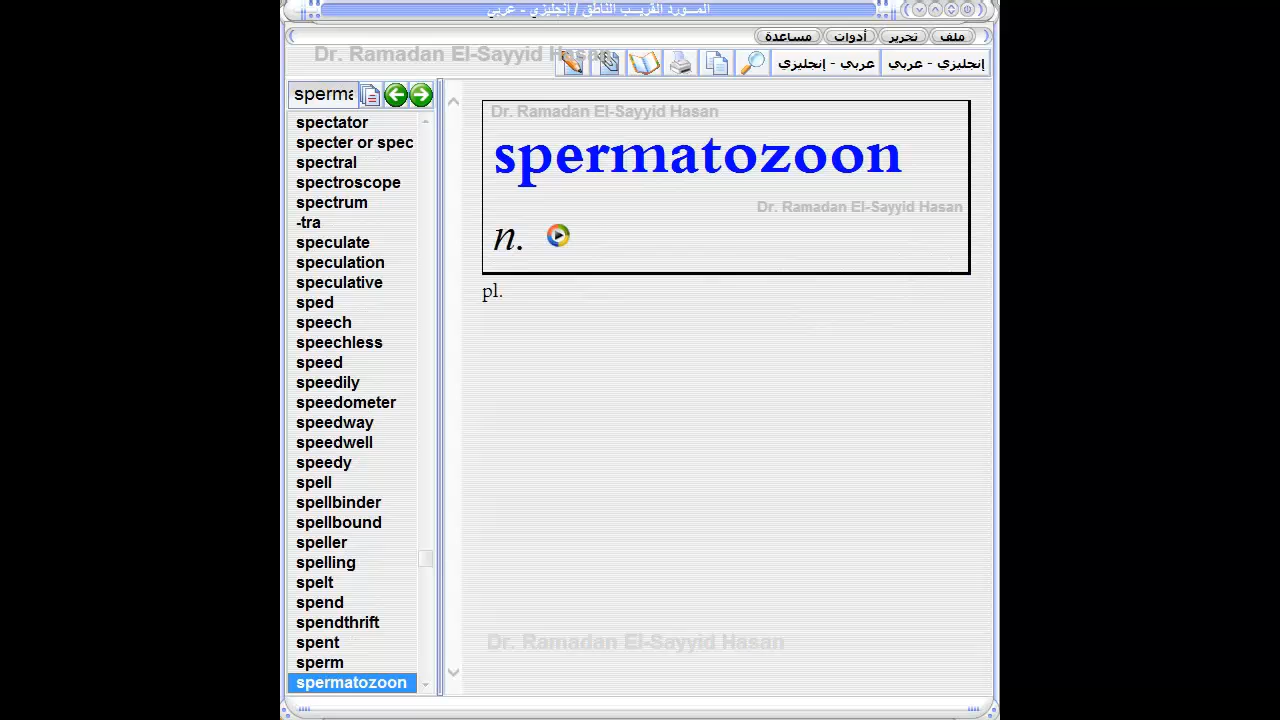 المـــورد القريـــب الناطق / إنجليزي - عربي
ملف
تحرير
أدوات
مساعدة
Dr. Ramadan El-Sayyid Hasan
إنجليزي - عربي
عربي - إنجليزي
sperma
spectator
specter or spec
spectral
spectroscope
spectrum
-tra
speculate
speculation
speculative
sped
speech
speechless
speed
speedily
speedometer
speedway
speedwell
speedy
spell
spellbinder
spellbound
speller
spelling
spelt
spend
spendthrift
spent
sperm
spermatozoon
Dr. Ramadan El-Sayyid Hasan
spermatozoon
Dr. Ramadan El-Sayyid Hasan
n.
pl.
Dr. Ramadan El-Sayyid Hasan